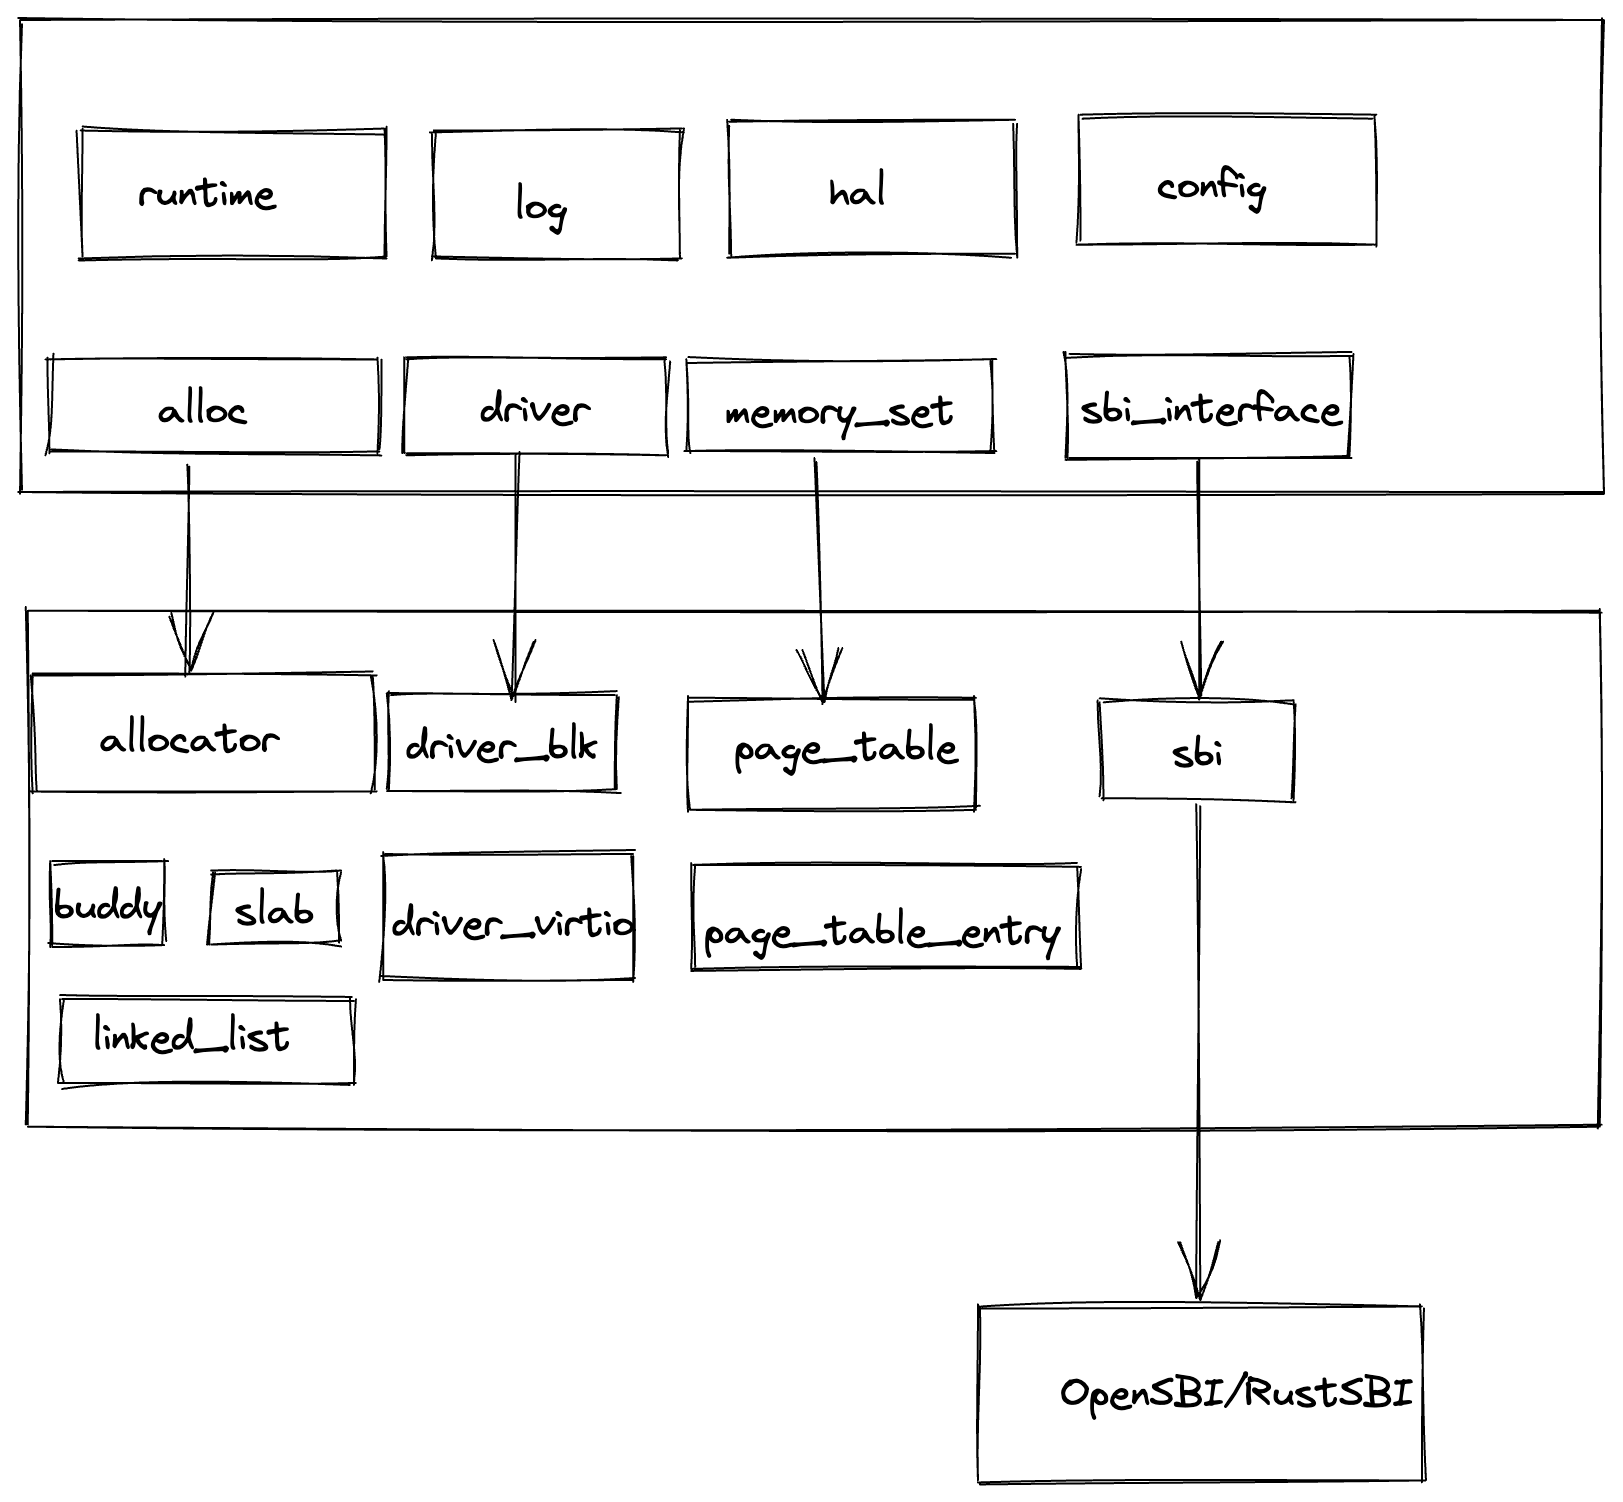 runtime
log
hal
config
alloc
driver
memory_set
sbi_interface
allocator
driver_blk
page_table
sbi
buddy
slab
driver_virtio
page_table_entry
linked_list
OpenSBI/RustSBI